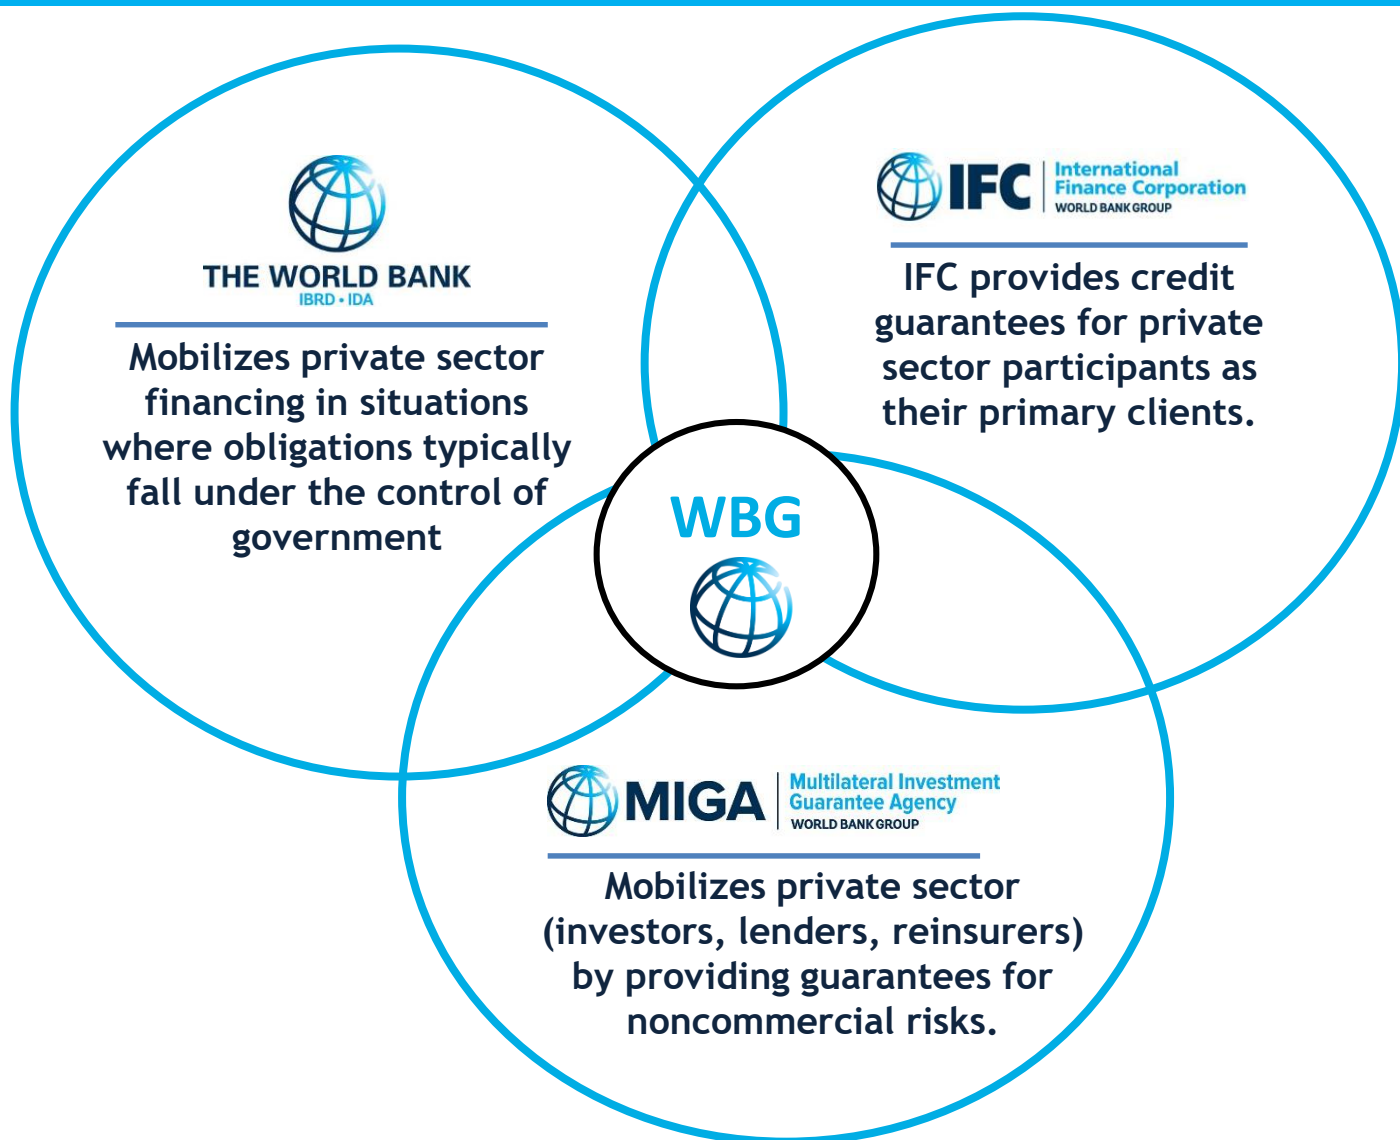 THE WORLD BANK
IBRD • IDA
Mobilizes private sector
financing in situations
where obligations typically
fall under the control of
government
IFC
International
Finance Corporation
WORLD BANK GROUP
IFC provides credit
guarantees for private
sector participants as
their primary clients.
WBG
MIGA
Multilateral Investment
Guarantee Agency
WORLD BANK GROUP
Mobilizes private sector
(investors, lenders, reinsurers)
by providing guarantees for
noncommercial risks.